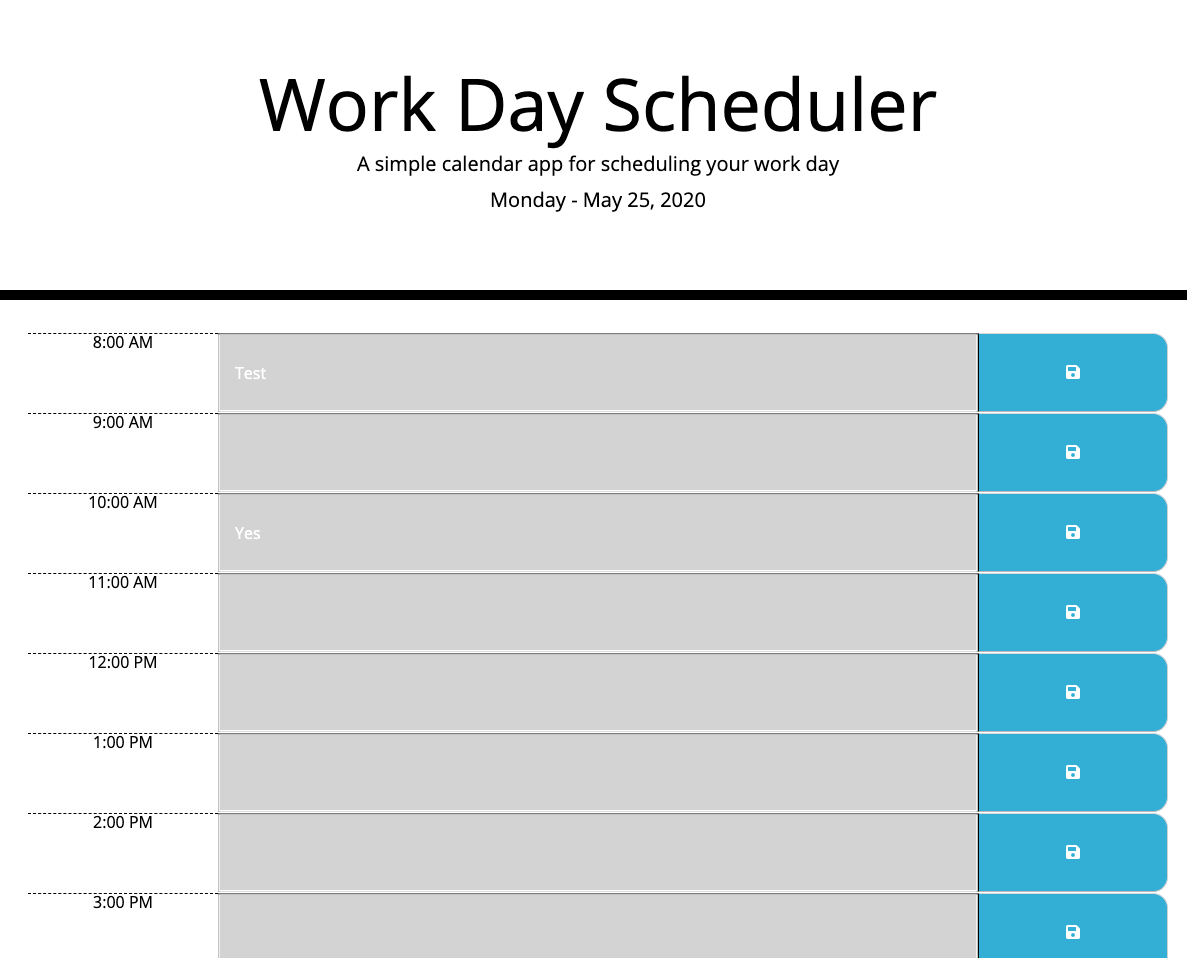 Work Day Scheduler
A simple calendar app for scheduling your work day
Monday - May 25, 2020
8:00 AM
Test
9:00 AM
10:00 AM
Yes
11:00 AM
12:00 PM
1:00 PM
2:00 PM
3:00 PM